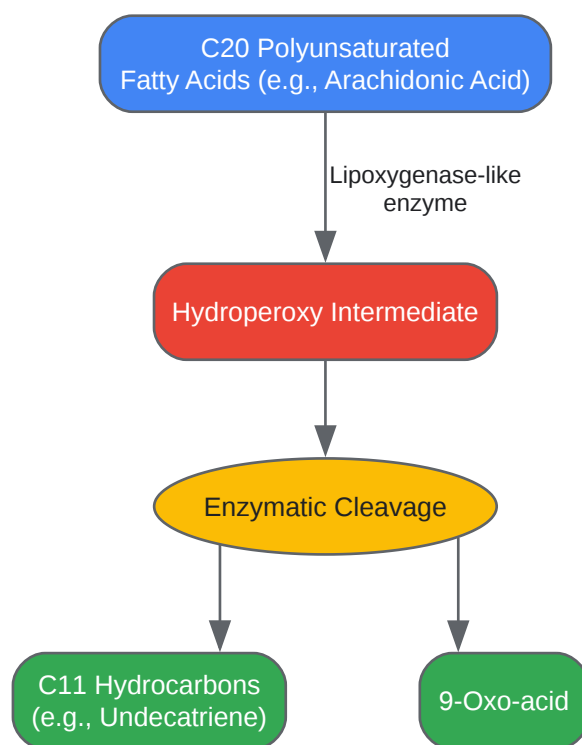 C20 Polyunsaturated
Fatty Acids (e.g., Arachidonic Acid)
Lipoxygenase-like
enzyme
Hydroperoxy Intermediate
Enzymatic Cleavage
C11 Hydrocarbons
(e.g., Undecatriene)
9-Oxo-acid